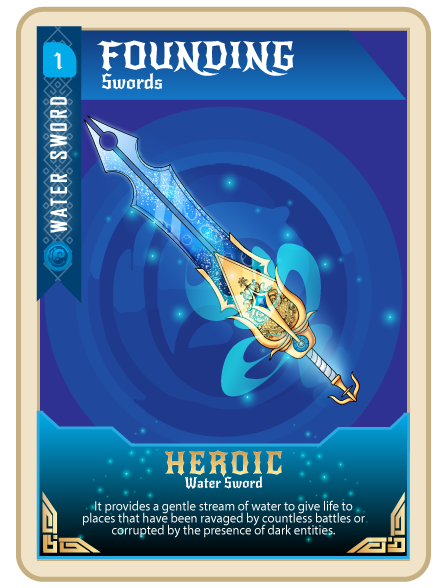 1
FOUNDING
Swords
WATER SWORD
HEROIC
Water Sword
It provides a gentle stream of water to give life to
places that have been ravaged by countless battles or
corrupted by the presence of dark entities.